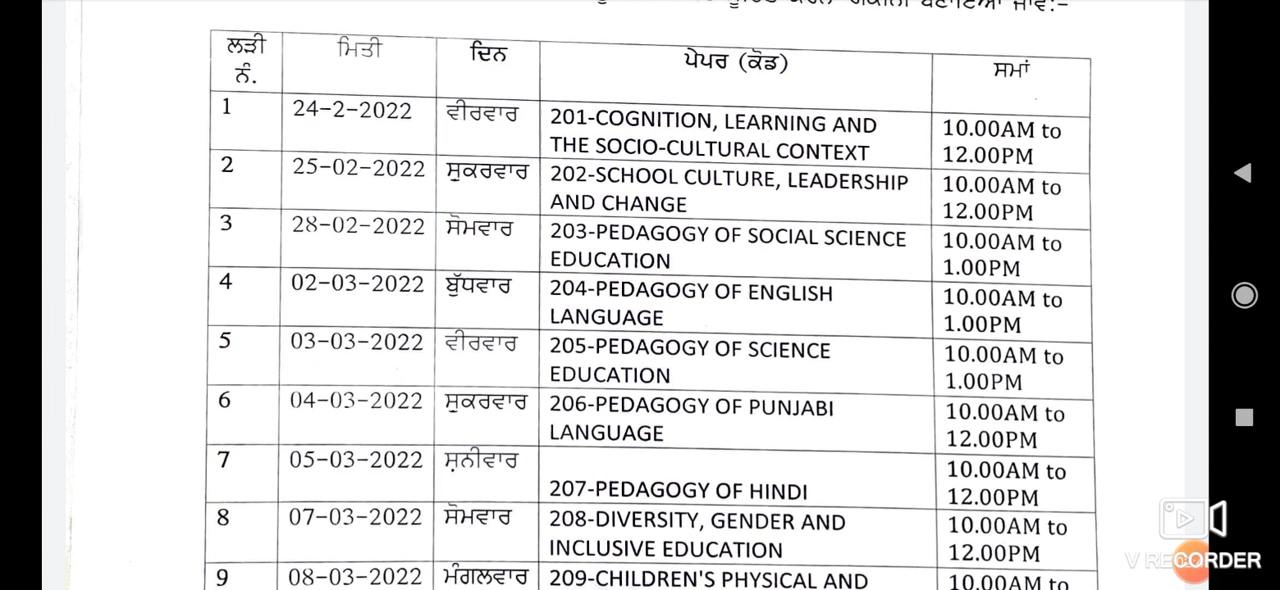 ਲੜੀ ਨੰ. ਮਿਤੀ ਦਿਨ ਪੇਪਰ (ਕੋਡ) ਸਮਾਂ
1 24-2-2022 ਵੀਰਵਾਰ 201-COGNITION, LEARNING AND 10.00AM to
THE SOCIO-CULTURAL CONTEXT 12.00PM
2 25-02-2022 ਸੁਕਰਵਾਰ 202-SCHOOL CULTURE, LEADERSHIP 10.00AM to
AND CHANGE 12.00PM
3 28-02-2022 ਸੋਮਵਾਰ 203-PEDAGOGY OF SOCIAL SCIENCE 10.00AM to
EDUCATION 1.00PM
4 02-03-2022 ਬੁੱਧਵਾਰ 204-PEDAGOGY OF ENGLISH 10.00AM to
LANGUAGE 1.00PM
5 03-03-2022 ਵੀਰਵਾਰ 205-PEDAGOGY OF SCIENCE 10.00AM to
EDUCATION 1.00PM
6 04-03-2022 ਸੁਕਰਵਾਰ 206-PEDAGOGY OF PUNJABI 10.00AM to
LANGUAGE 12.00PM
7 05-03-2022 ਸ਼ਨੀਵਾਰ 10.00AM to
207-PEDAGOGY OF HINDI 12.00PM
8 07-03-2022 ਸੋਮਵਾਰ 208-DIVERSITY, GENDER AND 10.00AM to
INCLUSIVE EDUCATION 12.00PM
9 08-03-2022 ਮੰਗਲਵਾਰ 209-CHILDREN'S PHYSICAL AND 10.00AM to
V RECORDER